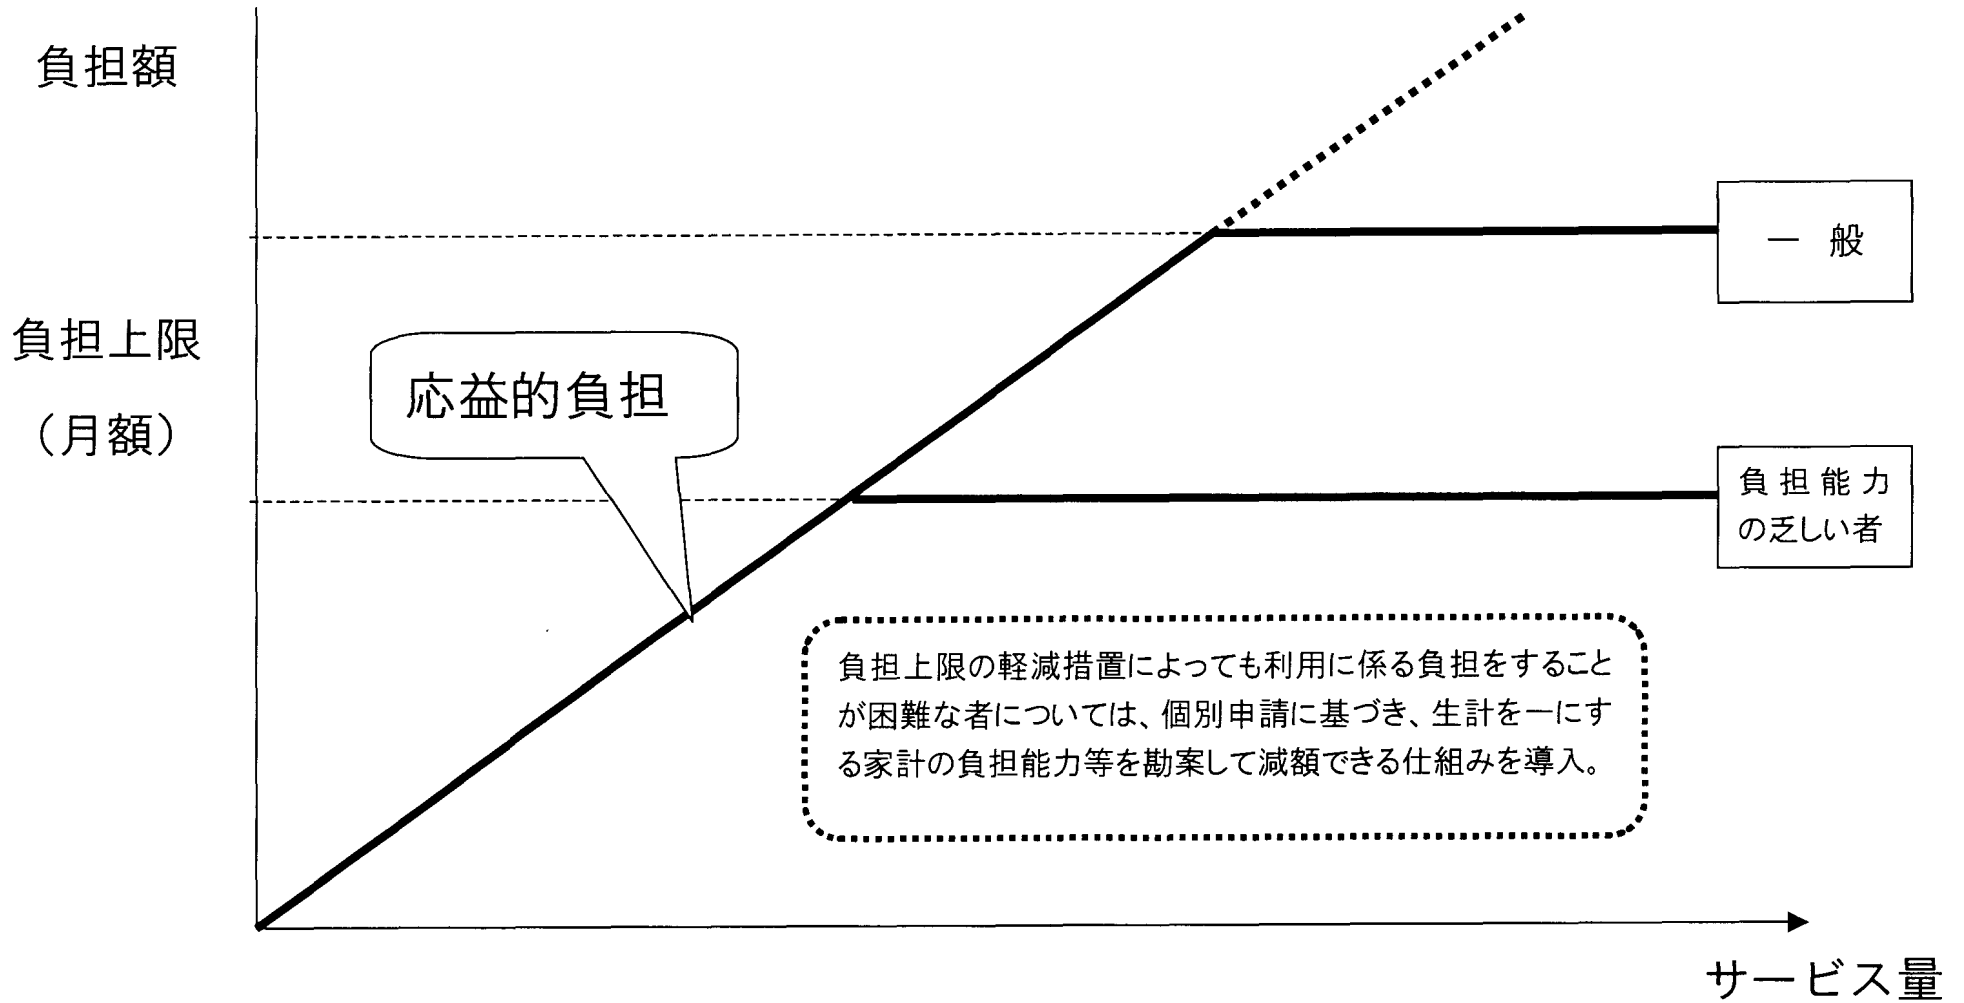 負担額
一 般
負担上限
（月額）
応益的負担
負担能力
の乏しい者
負担上限の軽減措置によっても利用に係る負担をすること
が困難な者については、個別申請に基づき、生計を一にす
る家計の負担能力等を勘案して減額できる仕組みを導入。
サービス量